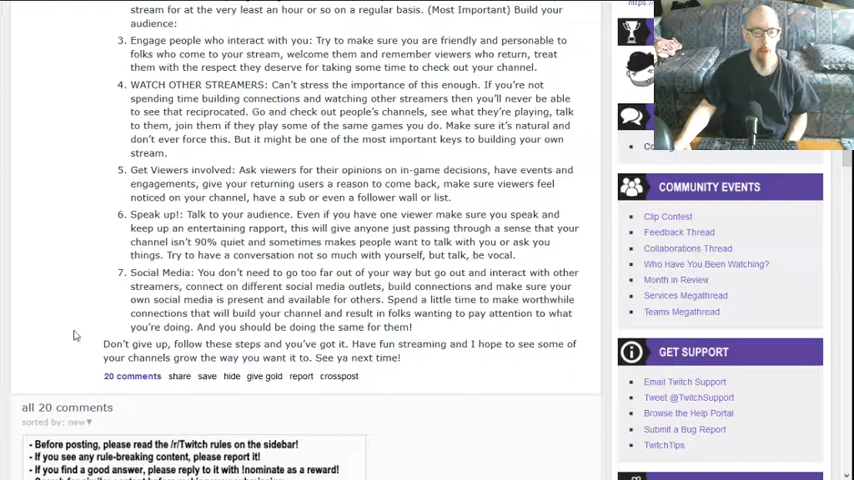 https:/
stream for at the very least an hour or so on a regular basis. (Most Important) Build your
audience:
3. Engage people who interact with you: Try to make sure you are friendly and personable to
folks who come to your stream, welcome them and remember viewers who return, treat
them with the respect they deserve for taking some time to check out your channel.
4. WATCH OTHER STREAMERS: Can't stress the importance of this enough. If you're not
spending time building connections and watching other streamers then you'll never be able
to see that reciprocated. Go and check out people's channels, see what they're playing, talk
to them, join them if they play some of the same games you do. Make sure it's natural and
don't ever force this. But it might be one of the most important keys to building your own
stream.
5. Get Viewers involved: Ask viewers for their opinions on in-game decisions, have events and
engagements, give your returning users a reason to come back, make sure viewers feel
noticed on your channel, have a sub or even a follower wall or list.
6. Speak up!: Talk to your audience. Even if you have one viewer make sure you speak and
keep up an entertaining rapport, this will give anyone just passing through a sense that your
channel isn't 90% quiet and sometimes makes people want to talk with you or ask you
things. Try to have a conversation not so much with yourself, but talk, be vocal.
7. Social Media: You don't need to go too far out of your way but go out and interact with other
streamers, connect on different social media outlets, build connections and make sure your
own social media is present and available for others. Spend a little time to make worthwhile
connections that will build your channel and result in folks wanting to pay attention to what
you're doing. And you should be doing the same for them!
Don't give up, follow these steps and you've got it. Have fun streaming and I hope to see some of
your channels grow the way you want it to. See ya next time!
20 comments share save hide give gold report crosspost
all 20 comments
sorted by: new▼
- Before posting, please read the /r/Twitch rules on the sidebar!
- If you see any rule-breaking content, please report it!
- If you find a good answer, please reply to it with !nominate as a reward!
COMMUNITY EVENTS
Clip Contest
Feedback Thread
Collaborations Thread
Who Have You Been Watching?
Month in Review
Services Megathread
Teams Megathread
GET SUPPORT
Email Twitch Support
Tweet @TwitchSupport
Browse the Help Portal
Submit a Bug Report
TwitchTips